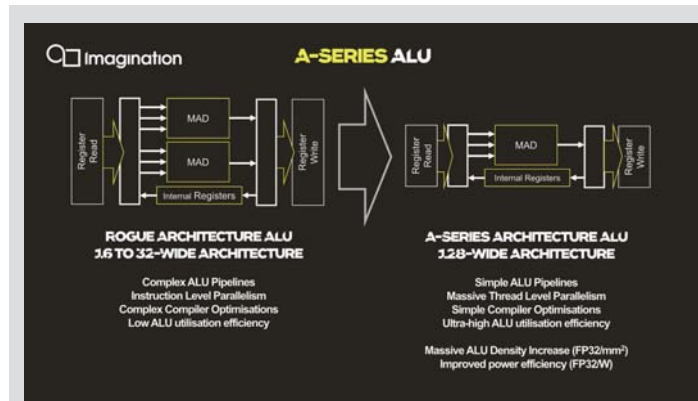 Imagination
A-SERIES ALU
Register Read
MAD
MAD
Internal Registers
Register Write
Register Read
MAD
Internal Registers
Register Write
ROGUE ARCHITECTURE ALU
16 TO 32-WIDE ARCHITECTURE
Complex ALU Pipelines
Instruction Level Parallelism
Complex Compiler Optimisations
Low ALU utilisation efficiency
A-SERIES ARCHITECTURE ALU
128-WIDE ARCHITECTURE
Simple ALU Pipelines
Massive Thread Level Parallelism
Simple Compiler Optimisations
Ultra-high ALU utilisation efficiency
Massive ALU Density Increase (FP32/mm²)
Improved power efficiency (FP32/W)